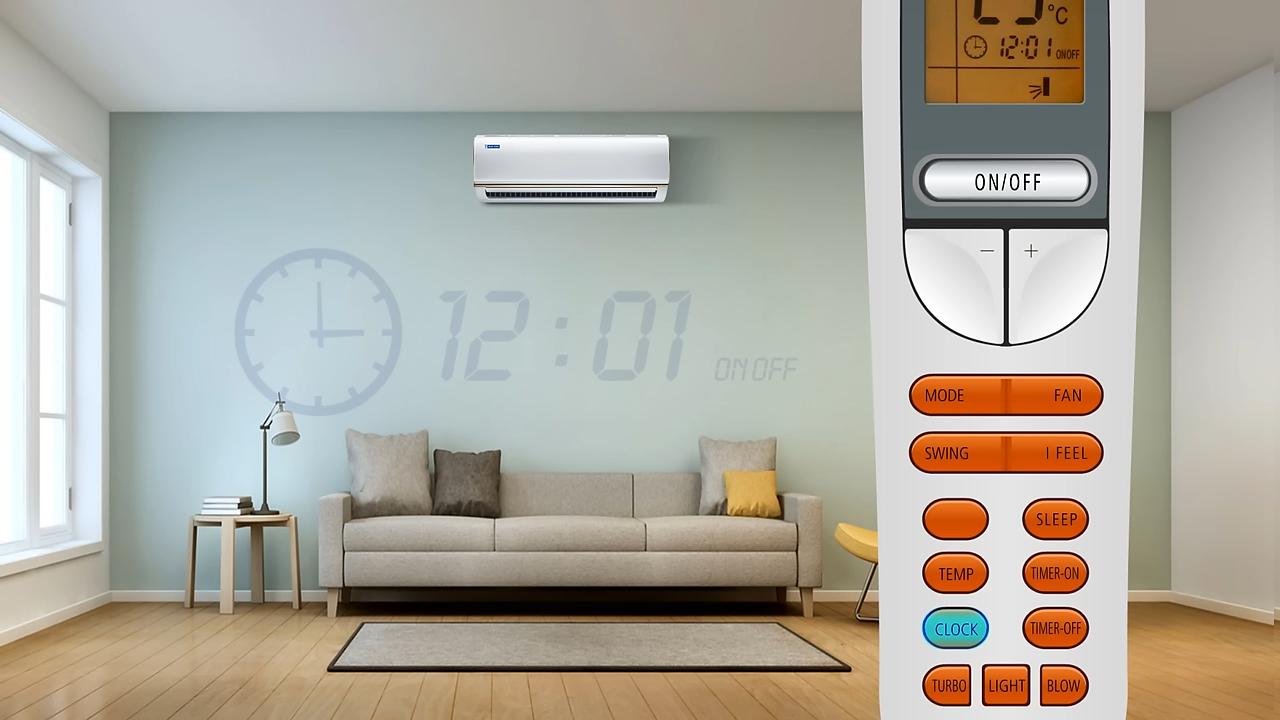 °C
12:01 ON OFF
ON/OFF
- +
12:01 ON OFF
MODE FAN
SWING I FEEL
SLEEP
TEMP TIMER-ON
CLOCK TIMER-OFF
TURBO LIGHT BLOW